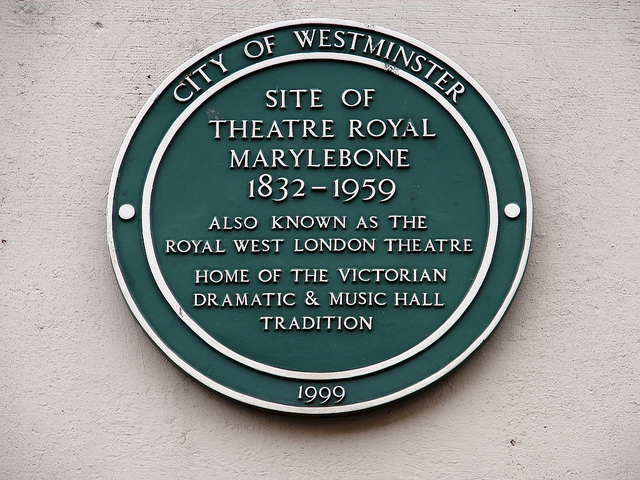 CITY OF WESTMINSTER
SITE OF
THEATRE ROYAL
MARYLEBONE
1832–1959
ALSO KNOWN AS THE
ROYAL WEST LONDON THEATRE
HOME OF THE VICTORIAN
DRAMATIC & MUSIC HALL
TRADITION
1999